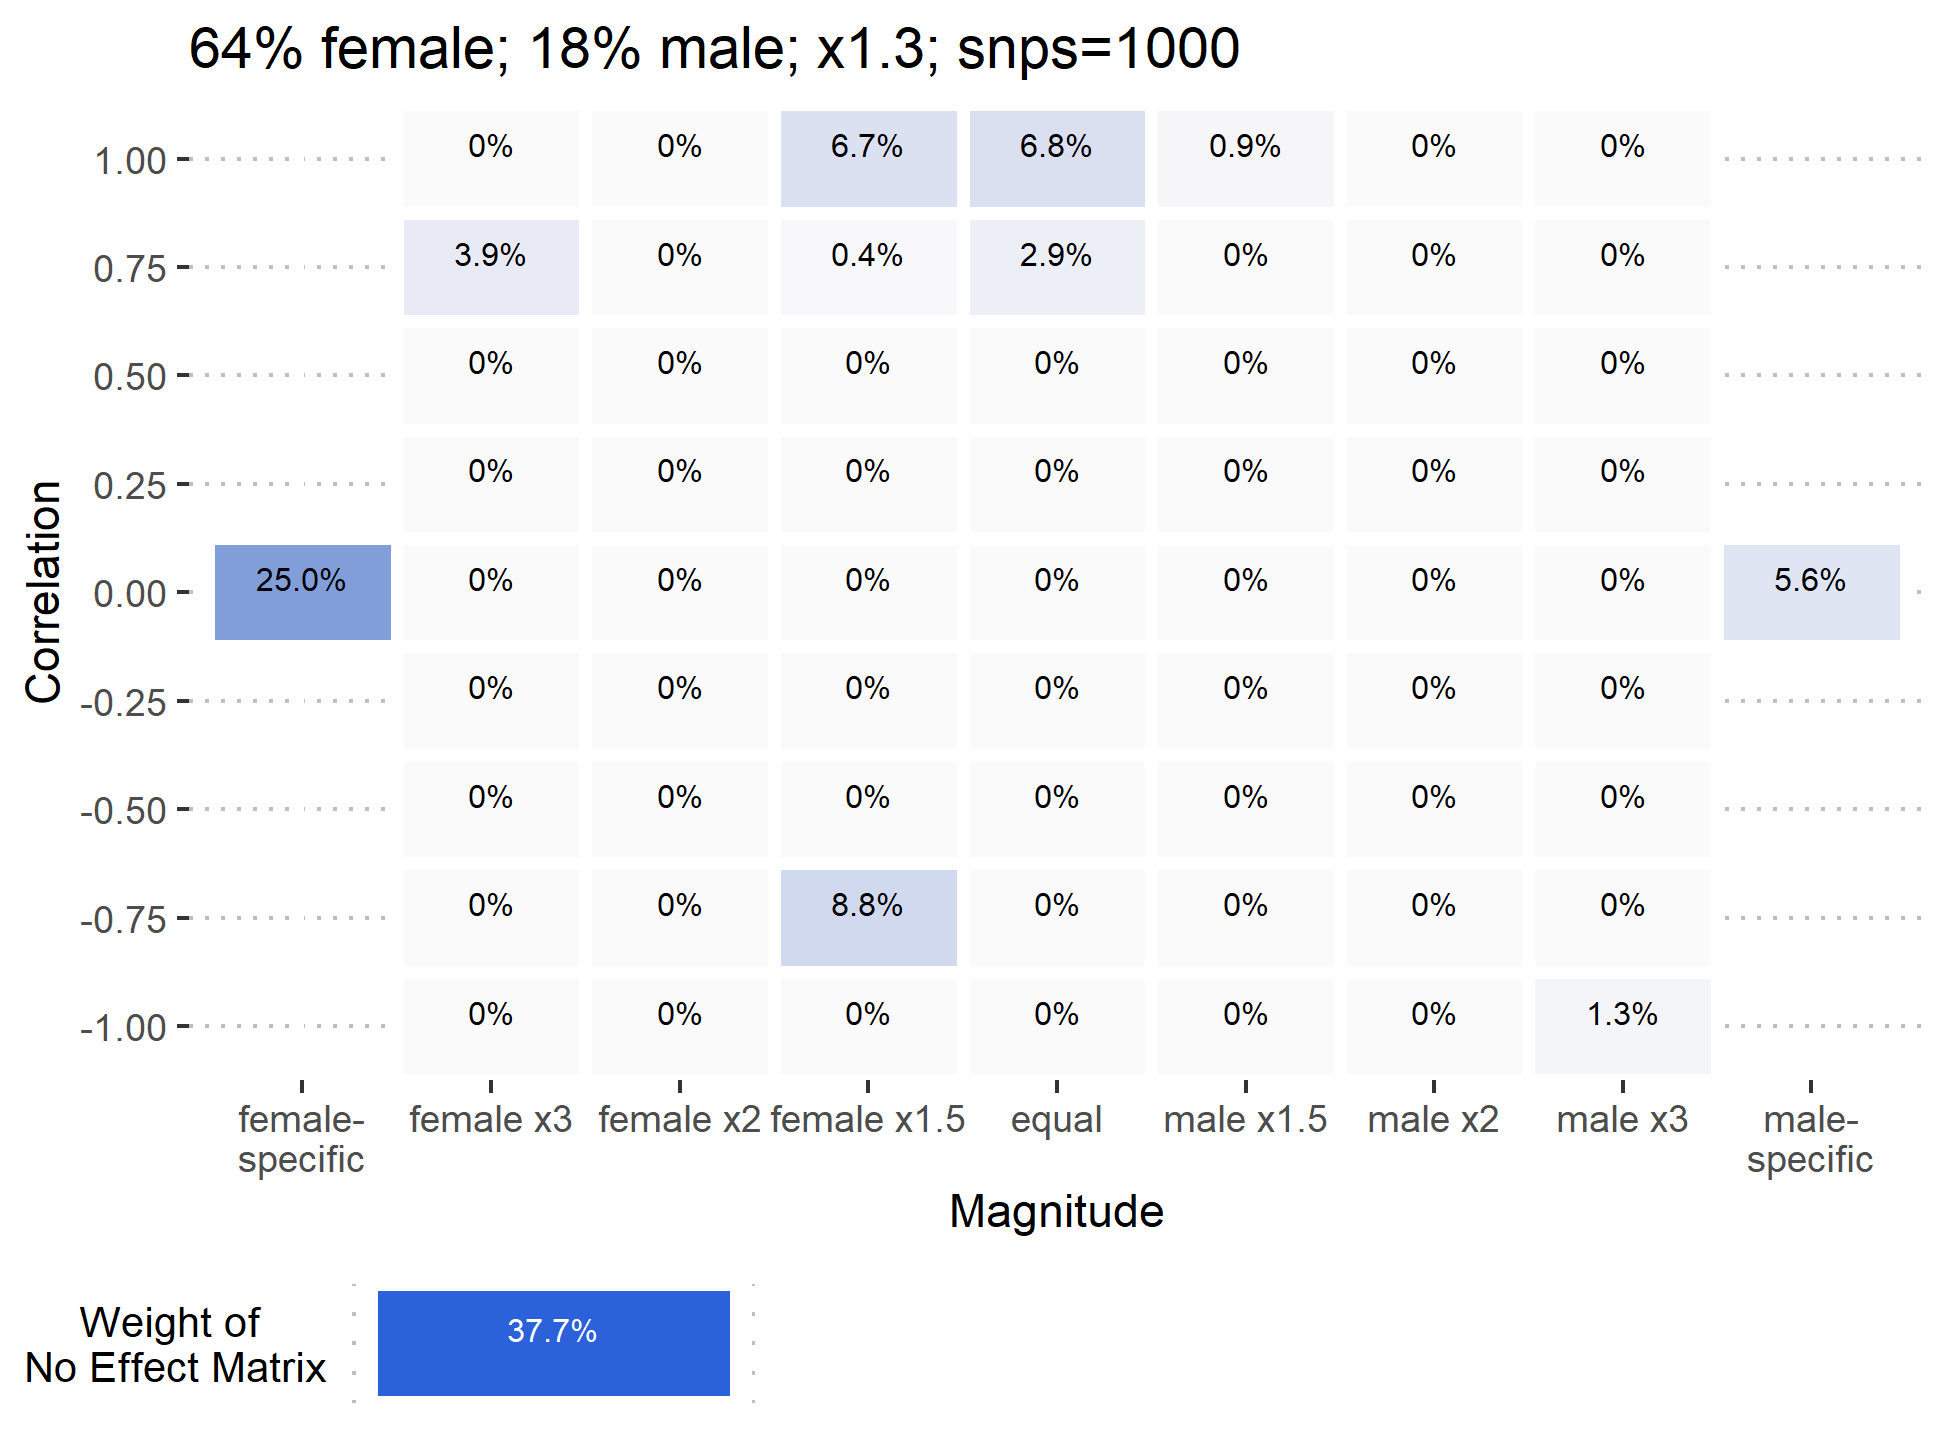 64% female; 18% male; x1.3; snps=1000
1.00 0% 0% 6.7% 6.8% 0.9% 0% 0%
0.75 3.9% 0% 0.4% 2.9% 0% 0% 0%
0.50 0% 0% 0% 0% 0% 0% 0%
0.25 0% 0% 0% 0% 0% 0% 0%
0.00 25.0% 0% 0% 0% 0% 0% 0% 0% 5.6%
-0.25 0% 0% 0% 0% 0% 0% 0%
-0.50 0% 0% 0% 0% 0% 0% 0%
-0.75 0% 0% 8.8% 0% 0% 0% 0%
-1.00 0% 0% 0% 0% 0% 0% 1.3%
Correlation
female- female x3 female x2 female x1.5 equal male x1.5 male x2 male x3 male-
specific specific
Magnitude
Weight of
No Effect Matrix
37.7%